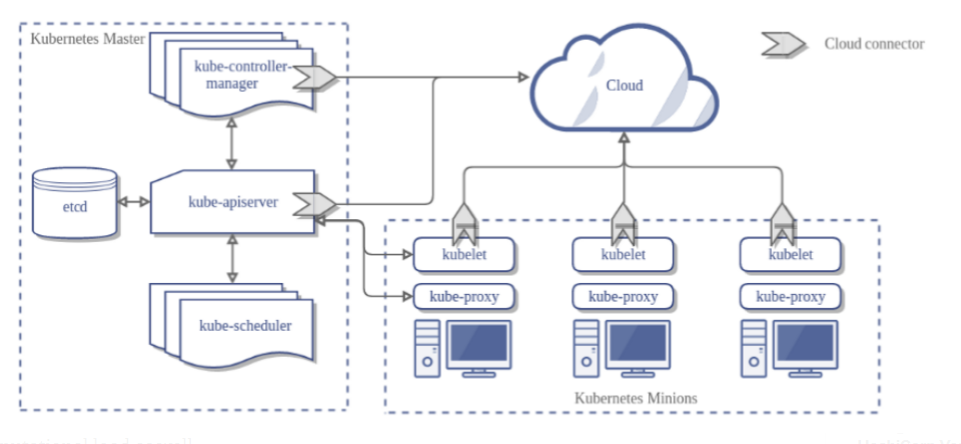 Kubernetes Master
kube-controller-
manager
Cloud
Cloud connector
etcd
kube-apiserver
kube-scheduler
kubelet
kubelet
kubelet
kube-proxy
kube-proxy
kube-proxy
Kubernetes Minions